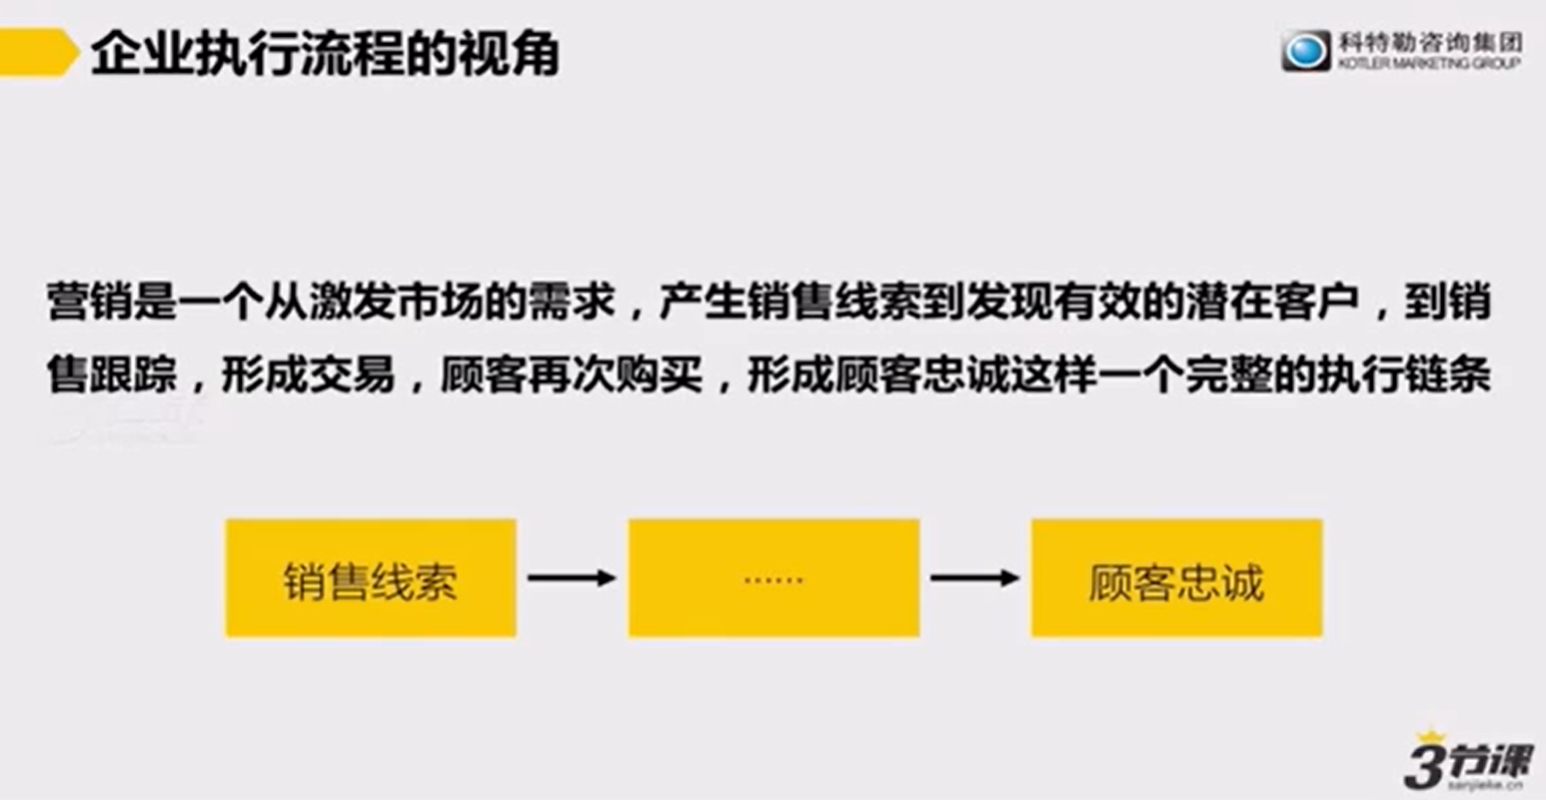 企业执行流程的视角
科特勒咨询集团
KOTLER MARKETING GROUP
营销是一个从激发市场的需求，产生销售线索到发现有效的潜在客户，到销
售跟踪，形成交易，顾客再次购买，形成顾客忠诚这样一个完整的执行链条
销售线索
……
顾客忠诚
3节课
sanjieke.cn